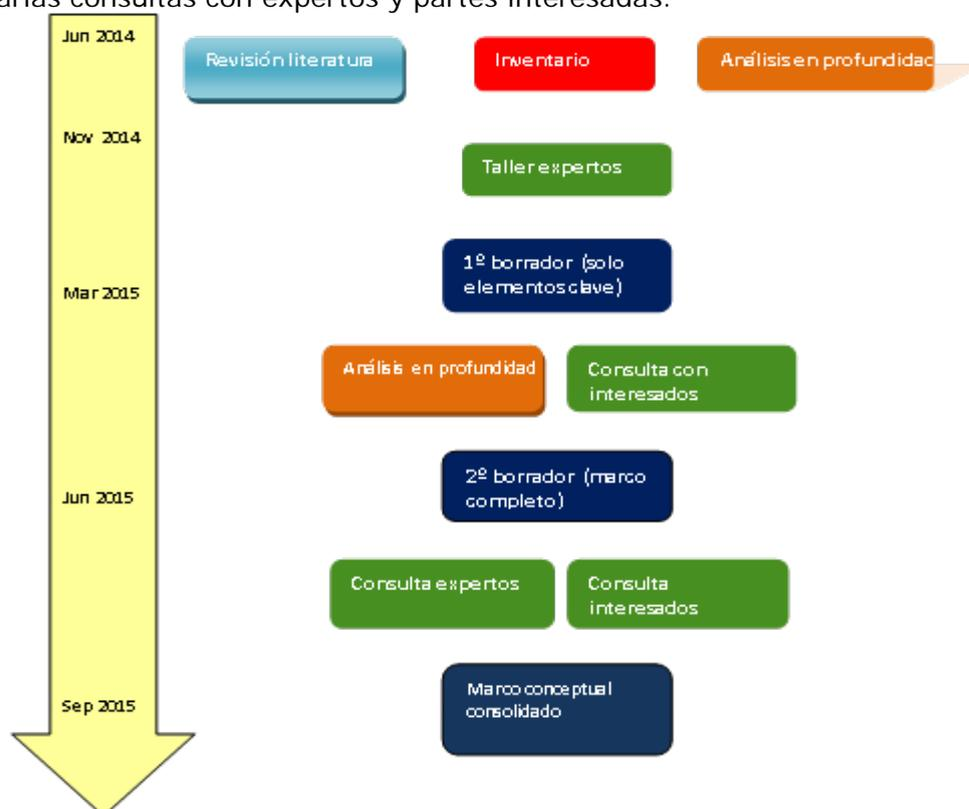 varias consultas con expertos y partes interesadas.
Jun 2014
Revisión literatura
Inventario
Análisis en profundidad
Nov 2014
Taller expertos
1º borrador (solo
elementos clave)
Mar 2015
Análisis en profundidad
Consulta con
interesados
2º borrador (marco
completo)
Jun 2015
Consulta expertos
Consulta
interesados
Marco conceptual
consolidado
Sep 2015